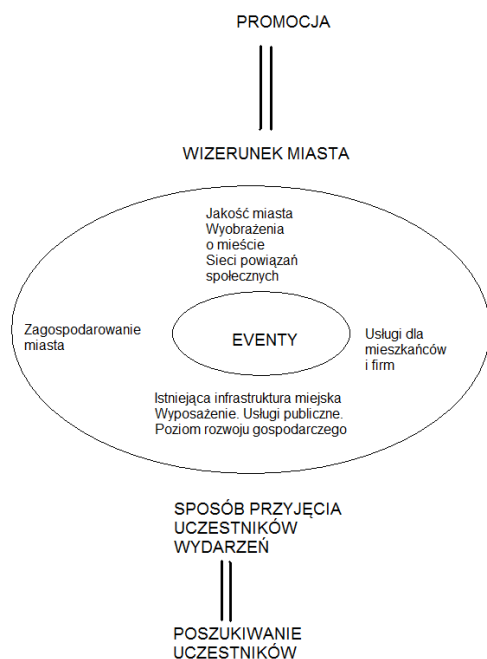 PROMOCJA
WIZERUNEK MIASTA
Jakość miasta
Wyobrażenia
o mieście
Sieci powiązań
społecznych
Zagospodarowanie
miasta
EVENTY
Usługi dla
mieszkańców
i firm
Istniejąca infrastruktura miejska
Wyposażenie. Usługi publiczne.
Poziom rozwoju gospodarczego
SPOSÓB PRZYJĘCIA
UCZESTNIKÓW
WYDARZEŃ
POSZUKIWANIE
UCZESTNIKÓW